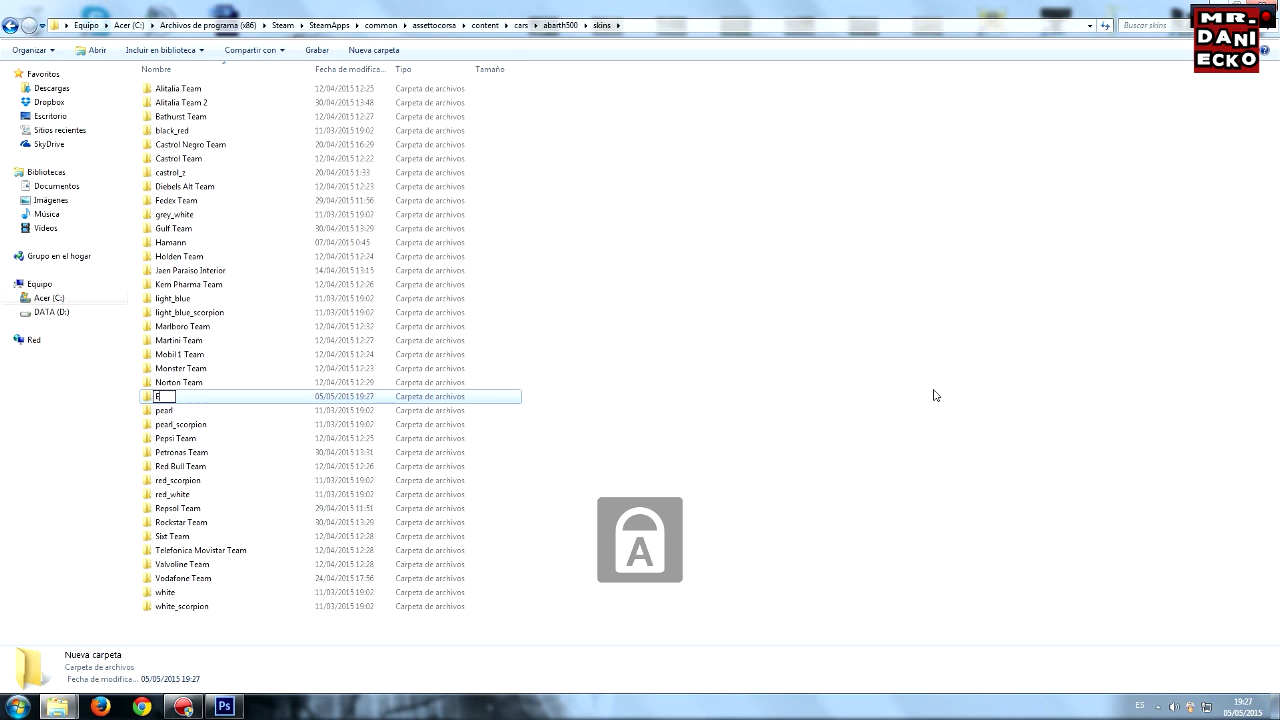 MR.
DANI
ECKO
Equipo ▸ Acer (C:) ▸ Archivos de programa (x86) ▸ Steam ▸ SteamApps ▸ common ▸ assettocorsa ▸ content ▸ cars ▸ abarth500 ▸ skins ▸ Buscar skins
Organizar Abrir Incluir en biblioteca Compartir con Grabar Nueva carpeta
Favoritos
Descargas
Dropbox
Escritorio
Sitios recientes
SkyDrive
Bibliotecas
Documentos
Imágenes
Música
Vídeos
Grupo en el hogar
Equipo
Acer (C:)
DATA (D:)
Red
Nombre Fecha de modifica... Tipo Tamaño
Alitalia Team 12/04/2015 12:25 Carpeta de archivos
Alitalia Team 2 30/04/2015 13:48 Carpeta de archivos
Bathurst Team 12/04/2015 12:27 Carpeta de archivos
black_red 11/03/2015 19:02 Carpeta de archivos
Castrol Negro Team 20/04/2015 16:29 Carpeta de archivos
Castrol Team 12/04/2015 12:22 Carpeta de archivos
castrol_z 20/04/2015 1:33 Carpeta de archivos
Diebels Alt Team 12/04/2015 12:23 Carpeta de archivos
Fedex Team 29/04/2015 11:56 Carpeta de archivos
grey_white 11/03/2015 19:02 Carpeta de archivos
Gulf Team 30/04/2015 13:29 Carpeta de archivos
Hamann 07/04/2015 0:45 Carpeta de archivos
Holden Team 12/04/2015 12:24 Carpeta de archivos
Jaen Paraiso Interior 14/04/2015 13:15 Carpeta de archivos
Kem Pharma Team 12/04/2015 12:26 Carpeta de archivos
light_blue 11/03/2015 19:02 Carpeta de archivos
light_blue_scorpion 11/03/2015 19:02 Carpeta de archivos
Marlboro Team 12/04/2015 12:32 Carpeta de archivos
Martini Team 12/04/2015 12:27 Carpeta de archivos
Mobil 1 Team 12/04/2015 12:24 Carpeta de archivos
Monster Team 12/04/2015 12:23 Carpeta de archivos
Norton Team 12/04/2015 12:29 Carpeta de archivos
E 05/05/2015 19:27 Carpeta de archivos
pearl 11/03/2015 19:02 Carpeta de archivos
pearl_scorpion 11/03/2015 19:02 Carpeta de archivos
Pepsi Team 12/04/2015 12:25 Carpeta de archivos
Petronas Team 30/04/2015 13:31 Carpeta de archivos
Red Bull Team 12/04/2015 12:26 Carpeta de archivos
red_scorpion 11/03/2015 19:02 Carpeta de archivos
red_white 11/03/2015 19:02 Carpeta de archivos
Repsol Team 29/04/2015 11:51 Carpeta de archivos
Rockstar Team 30/04/2015 13:29 Carpeta de archivos
Sixt Team 12/04/2015 12:28 Carpeta de archivos
Telefonica Movistar Team 12/04/2015 12:28 Carpeta de archivos
Valvoline Team 12/04/2015 12:28 Carpeta de archivos
Vodafone Team 24/04/2015 17:56 Carpeta de archivos
white 11/03/2015 19:02 Carpeta de archivos
white_scorpion 11/03/2015 19:02 Carpeta de archivos
A
Nueva carpeta
Carpeta de archivos
Fecha de modifica... 05/05/2015 19:27
Ps
ES
19:27
05/05/2015